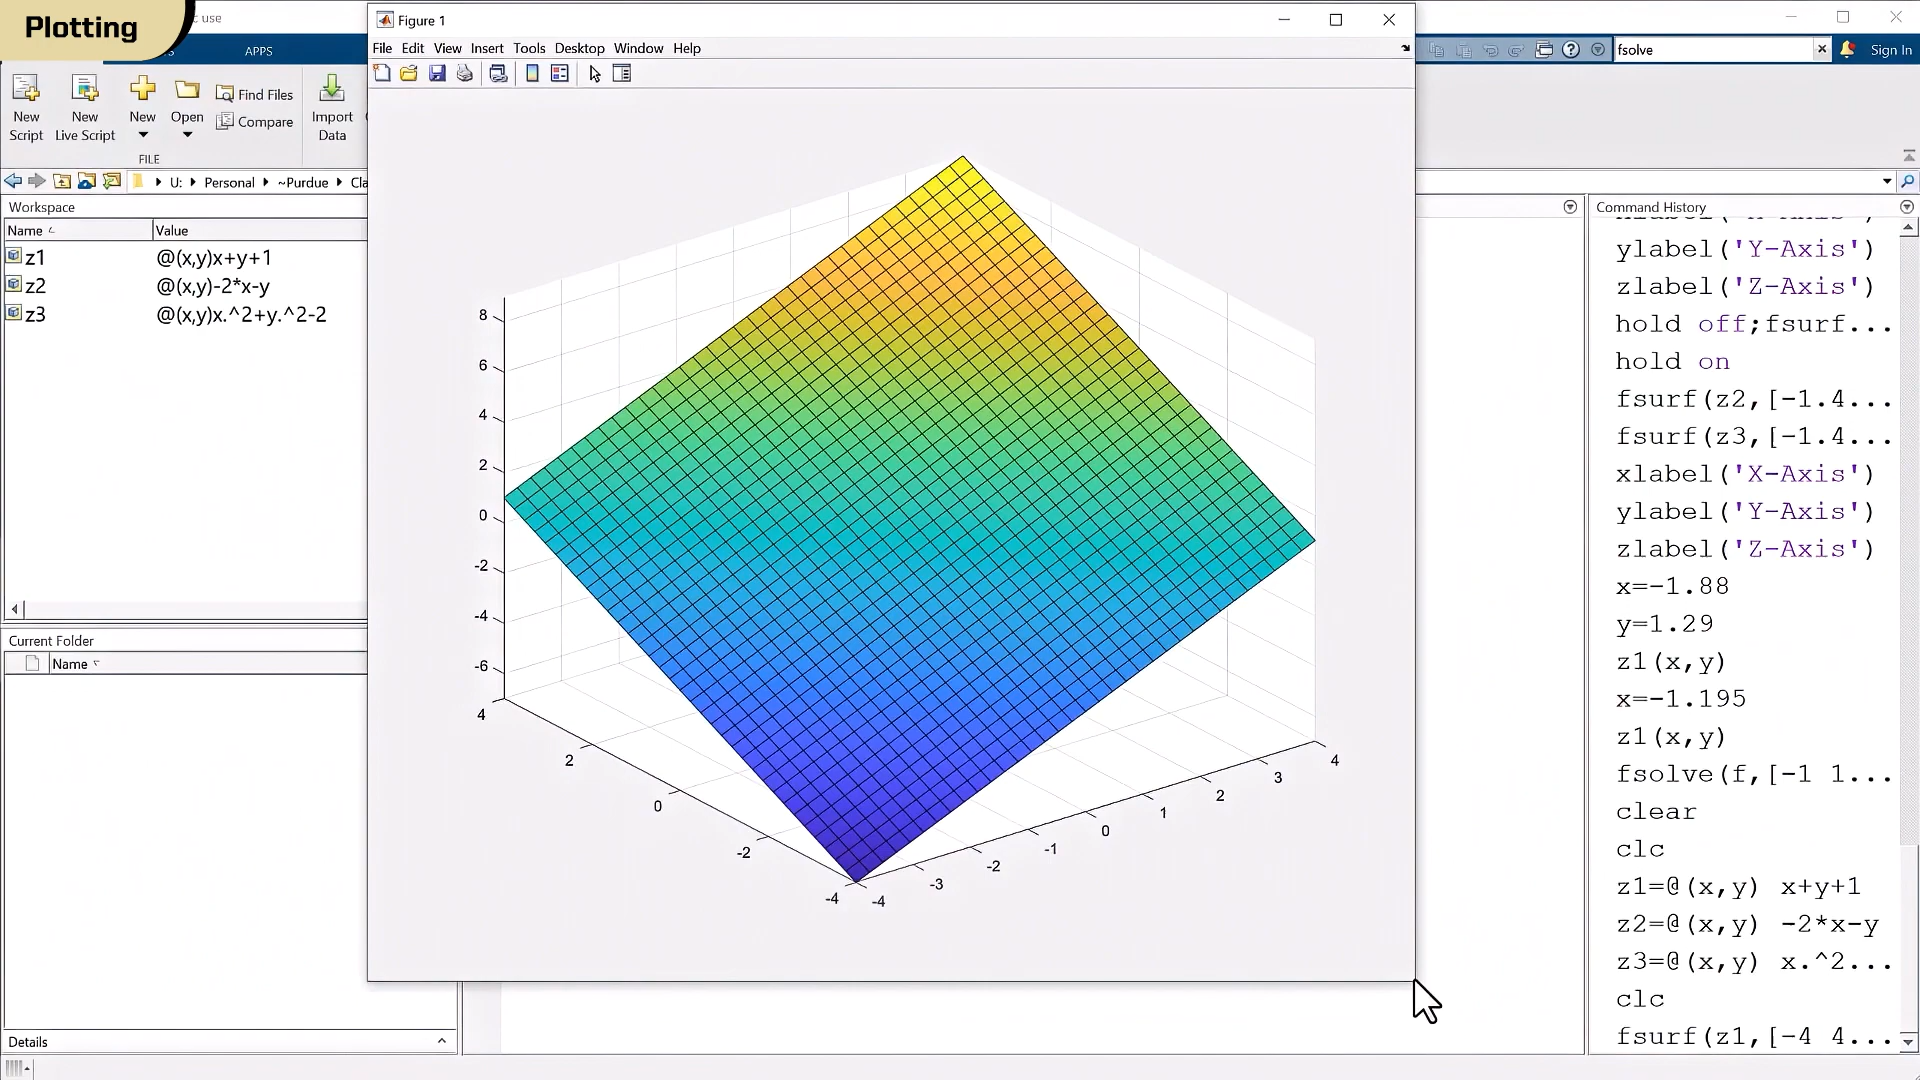 Plotting
c use
Figure 1
APPS
File Edit View Insert Tools Desktop Window Help
fsolve
Sign In
New Script
New Live Script
New
Open
Find Files
Compare
Import Data
FILE
U: Personal ~Purdue Cla
Workspace
Name Value
z1 @(x,y)x+y+1
z2 @(x,y)-2*x-y
z3 @(x,y)x.^2+y.^2-2
Current Folder
Name
Details
8
6
4
2
0
-2
-4
-6
4
2
0
-2
-4
-4
-3
-2
-1
0
1
2
3
4
Command History
ylabel('Y-Axis')
zlabel('Z-Axis')
hold off;fsurf...
hold on
fsurf(z2,[-1.4...
fsurf(z3,[-1.4...
xlabel('X-Axis')
ylabel('Y-Axis')
zlabel('Z-Axis')
x=-1.88
y=1.29
z1(x,y)
x=-1.195
z1(x,y)
fsolve(f,[-1 1...
clear
clc
z1=@(x,y) x+y+1
z2=@(x,y) -2*x-y
z3=@(x,y) x.^2...
clc
fsurf(z1,[-4 4...